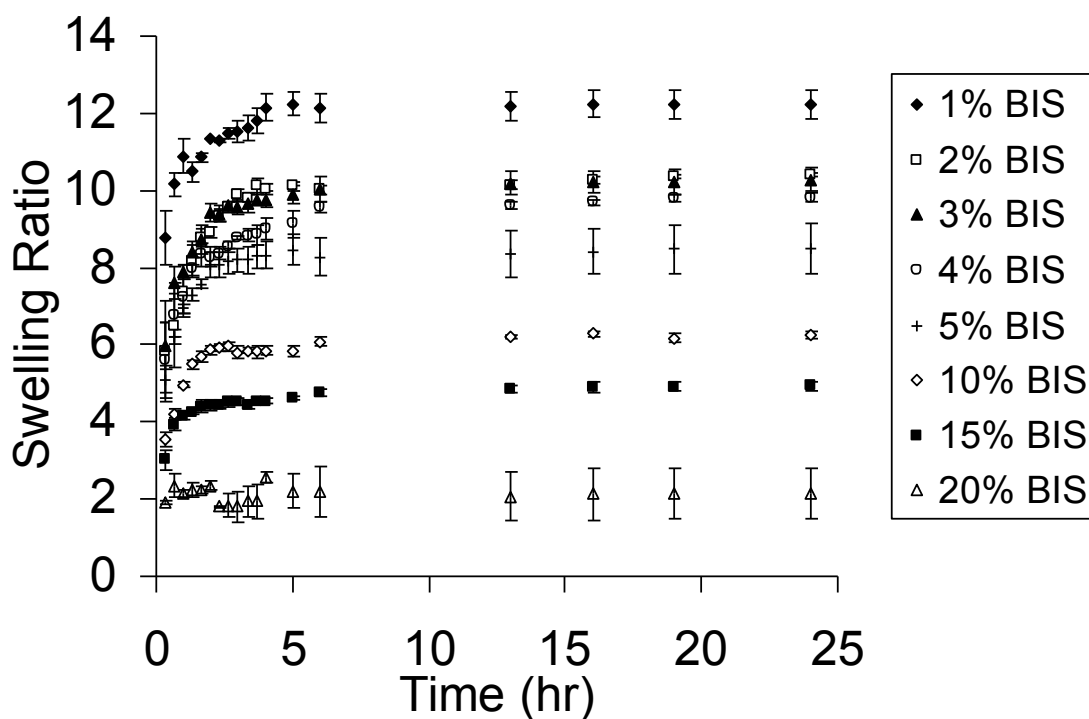 14
12
10
8
6
4
2
0
Swelling Ratio
0 5 10 15 20 25
Time (hr)
1% BIS
2% BIS
3% BIS
4% BIS
5% BIS
10% BIS
15% BIS
20% BIS